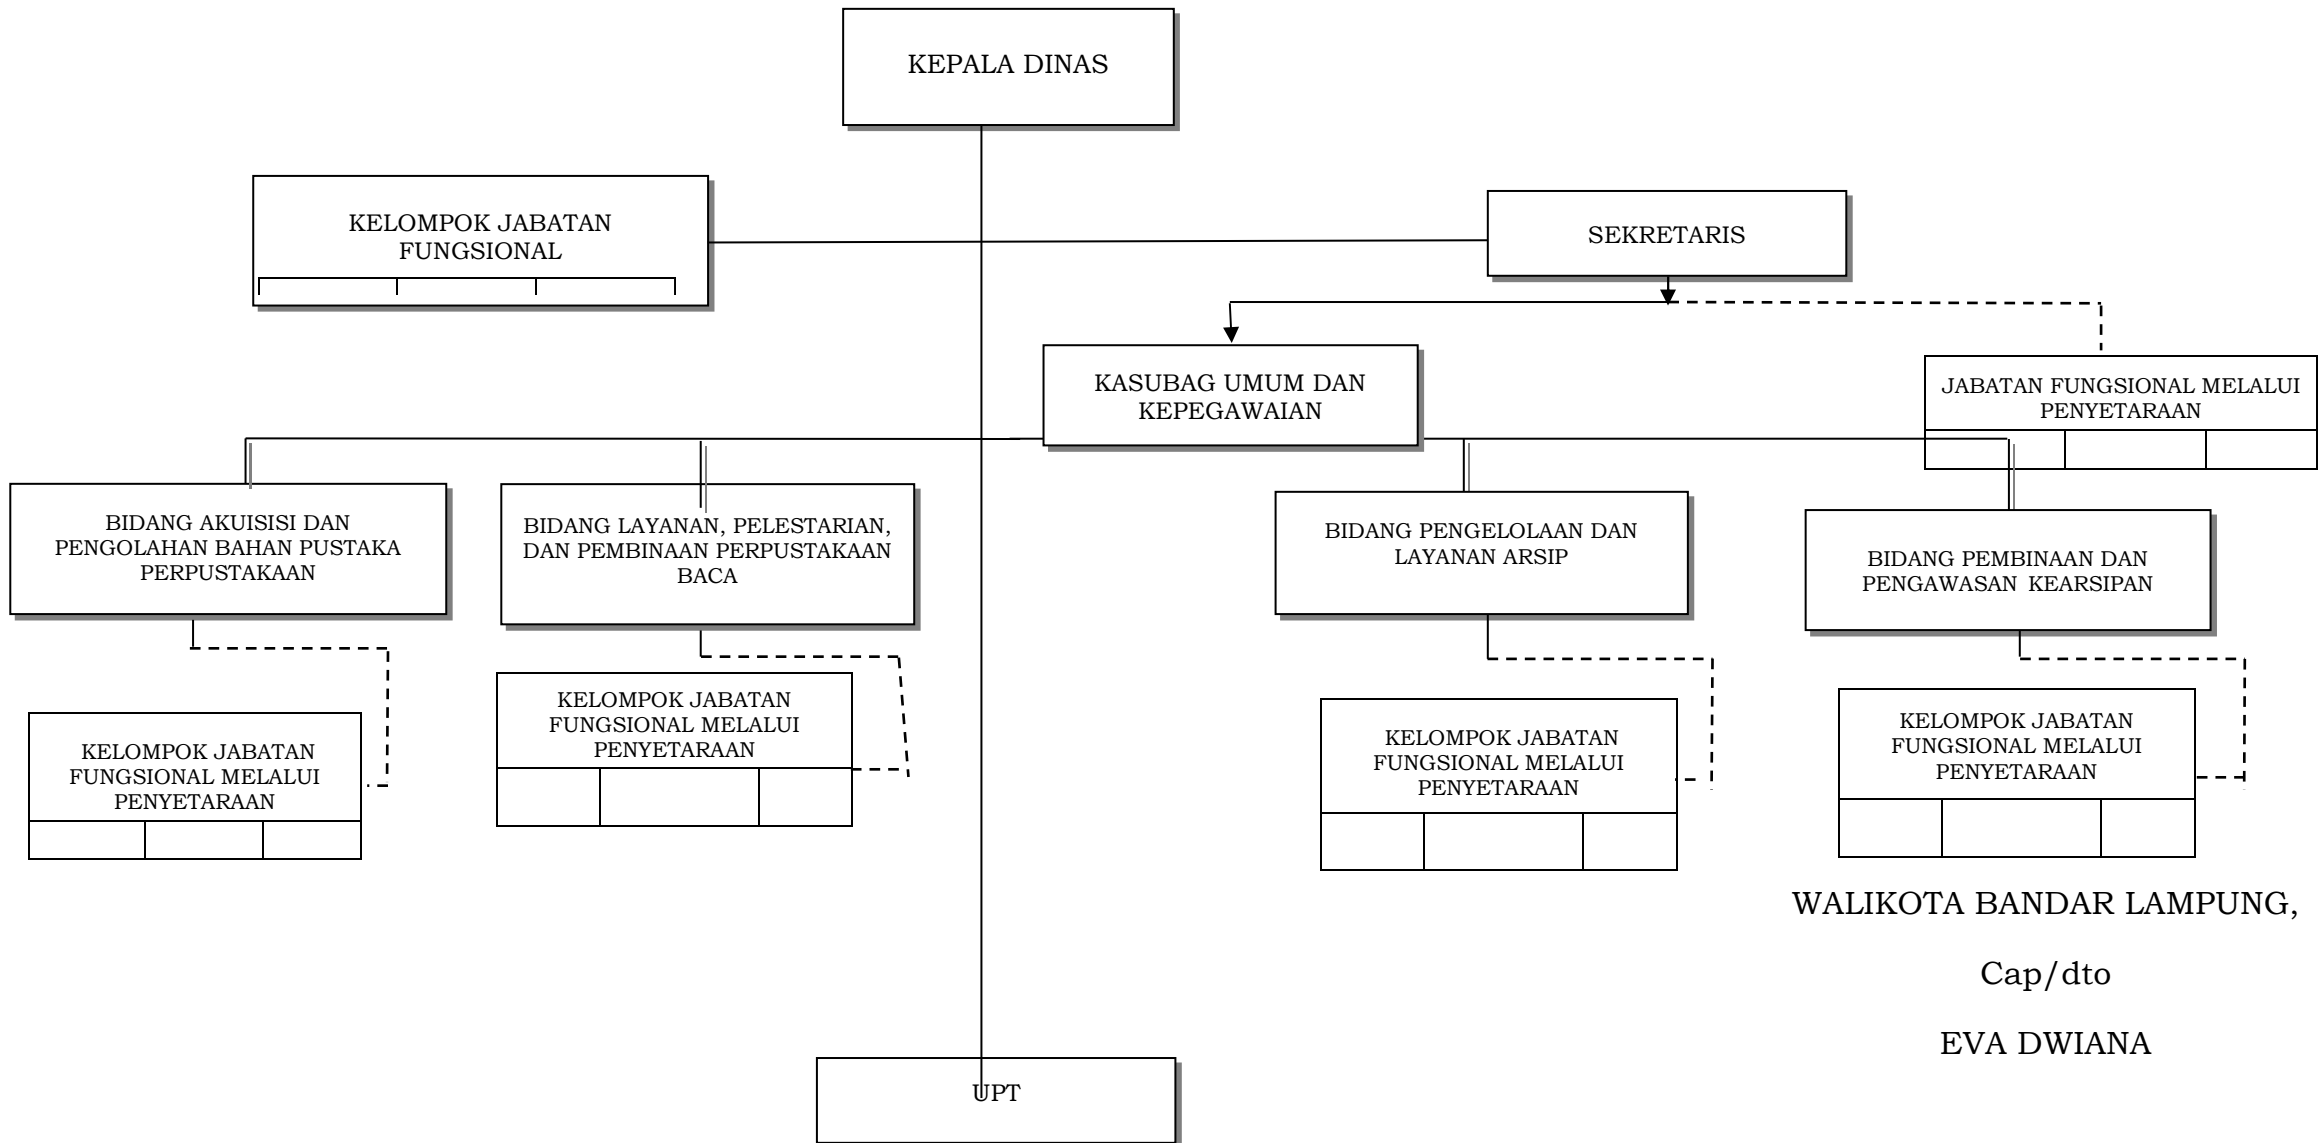 KEPALA DINAS
KELOMPOK JABATAN
FUNGSIONAL
SEKRETARIS
KASUBAG UMUM DAN
KEPEGAWAIAN
JABATAN FUNGSIONAL MELALUI
PENYETARAAN
BIDANG AKUISISI DAN
PENGOLAHAN BAHAN PUSTAKA
PERPUSTAKAAN
BIDANG LAYANAN, PELESTARIAN,
DAN PEMBINAAN PERPUSTAKAAN
BACA
BIDANG PENGELOLAAN DAN
LAYANAN ARSIP
BIDANG PEMBINAAN DAN
PENGAWASAN KEARSIPAN
KELOMPOK JABATAN
FUNGSIONAL MELALUI
PENYETARAAN
KELOMPOK JABATAN
FUNGSIONAL MELALUI
PENYETARAAN
KELOMPOK JABATAN
FUNGSIONAL MELALUI
PENYETARAAN
KELOMPOK JABATAN
FUNGSIONAL MELALUI
PENYETARAAN
WALIKOTA BANDAR LAMPUNG,
Cap/dto
EVA DWIANA
UPT